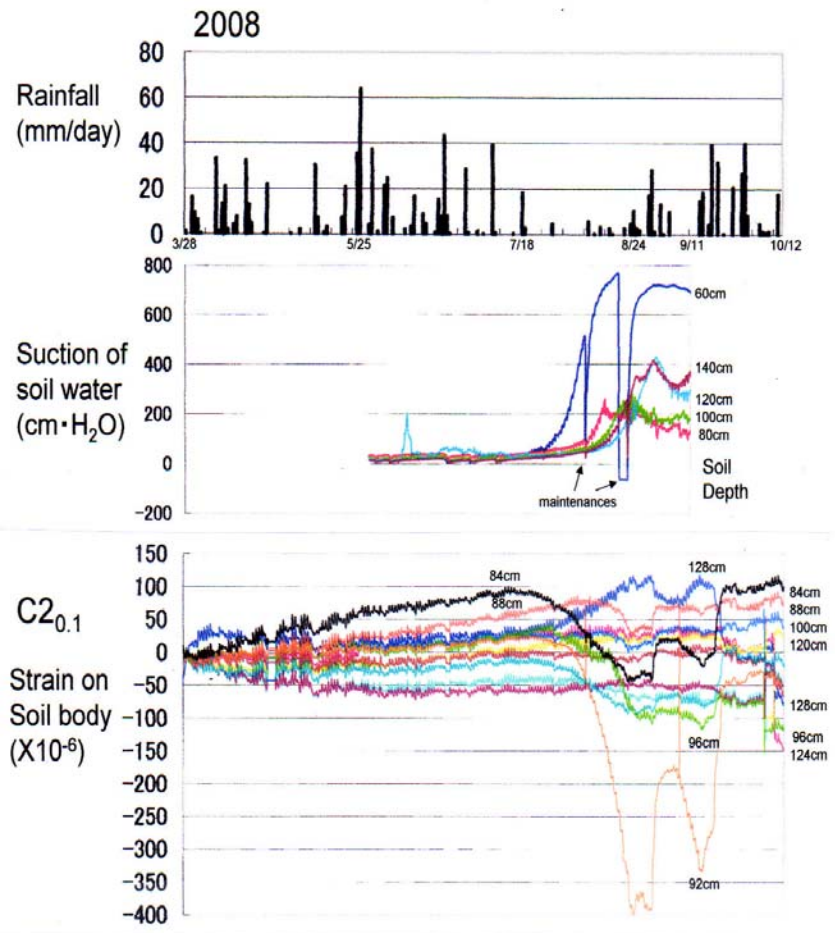 2008
Rainfall
(mm/day)
80
60
40
20
0
3/28
5/25
7/18
8/24
9/11
10/12
Suction of
soil water
(cm・H₂O)
800
600
400
200
0
-200
60cm
140cm
120cm
100cm
80cm
Soil
Depth
maintenances
C2₀.₁
Strain on
Soil body
(X10⁻⁶)
150
100
50
0
-50
-100
-150
-200
-250
-300
-350
-400
84cm
88cm
128cm
84cm
88cm
100cm
120cm
128cm
96cm
96cm
124cm
92cm